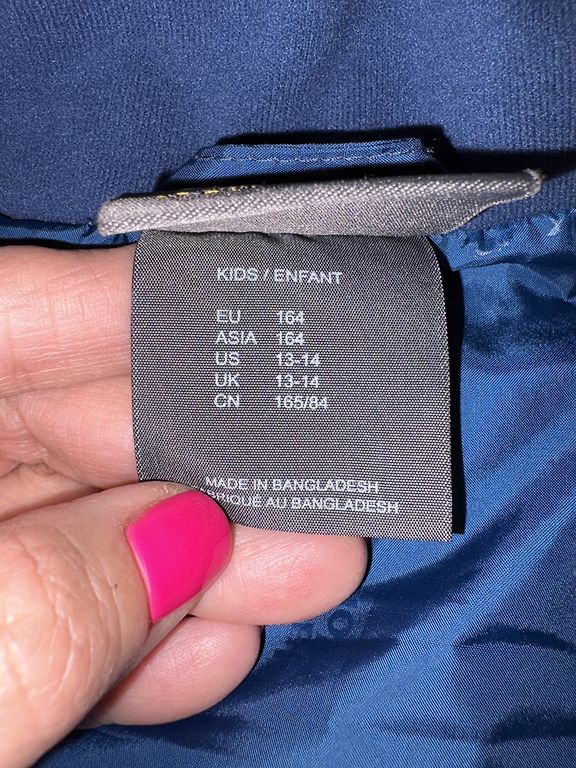 KIDS / ENFANT
EU 164
ASIA 164
US 13-14
UK 13-14
CN 165/84
MADE IN BANGLADESH
AU BANGLADESH